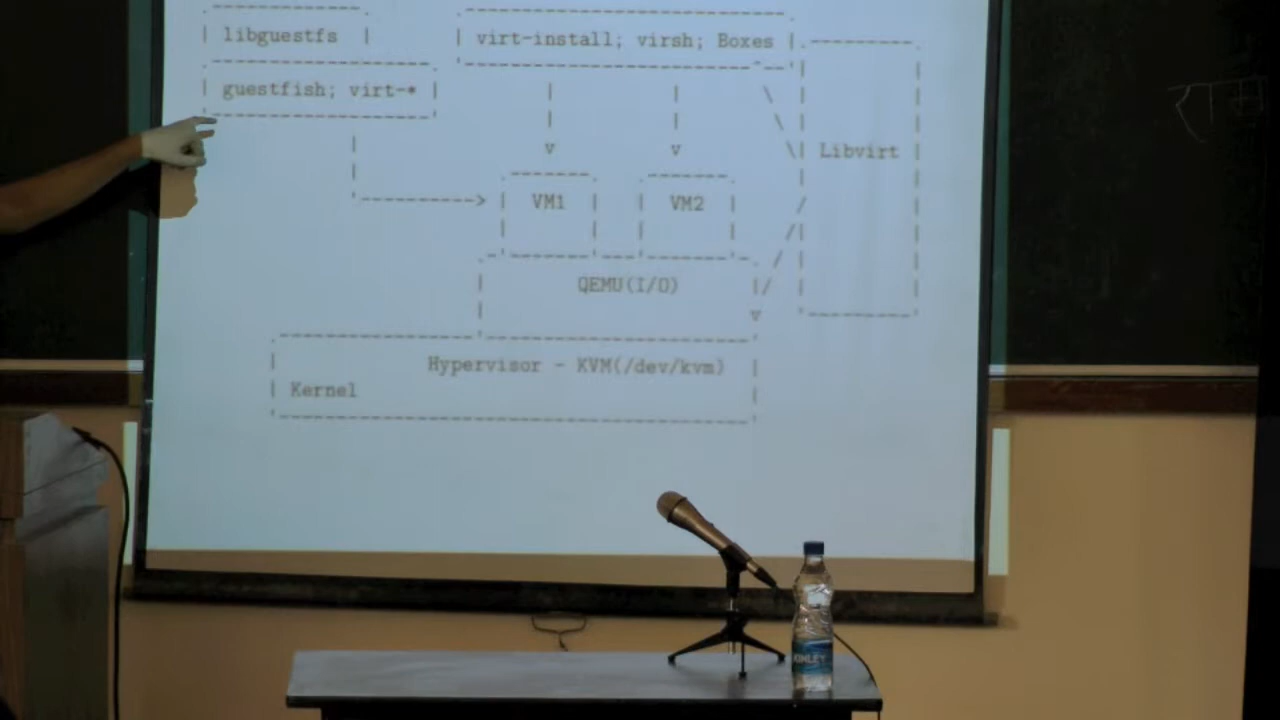 libguestfs
guestfish; virt-*
virt-install; virsh; Boxes
Libvirt
VM1
VM2
QEMU(I/O)
Hypervisor - KVM(/dev/kvm)
Kernel
KINLEY